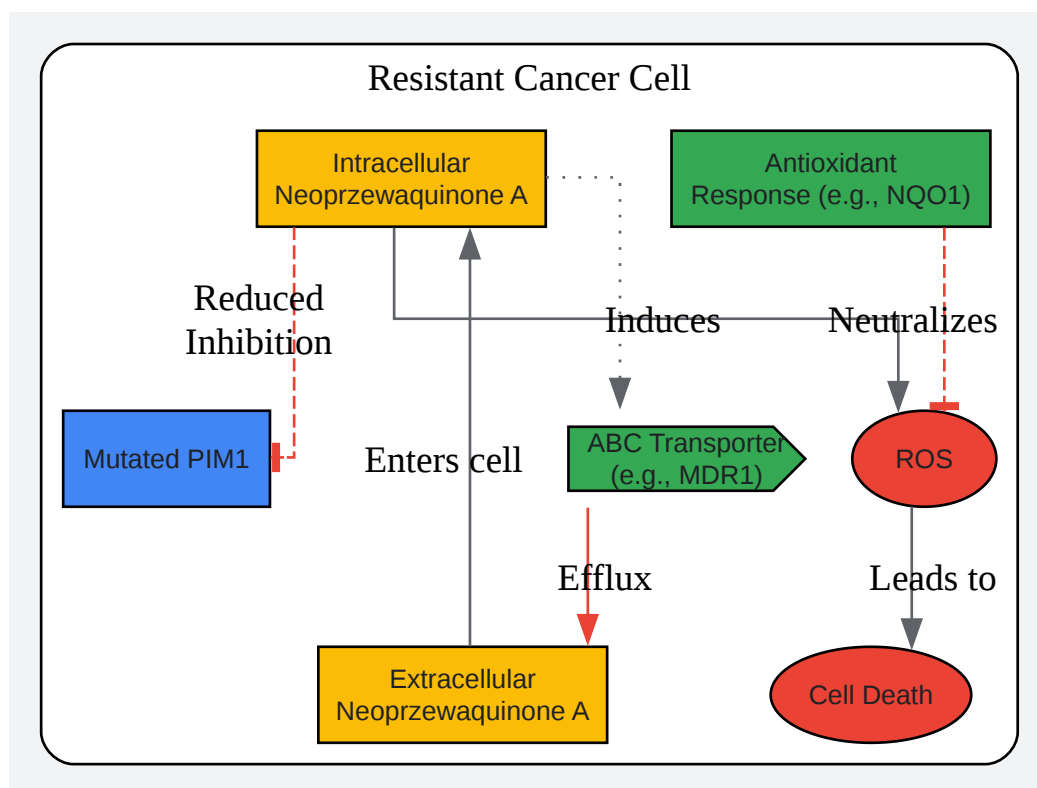 Resistant Cancer Cell
Intracellular
Neoprzewaquinone A
Antioxidant
Response (e.g., NQO1)
Reduced
Inhibition
Induces
Neutralizes
Mutated PIM1
Enters cell
ABC Transporter
(e.g., MDR1)
ROS
Efflux
Leads to
Extracellular
Neoprzewaquinone A
Cell Death